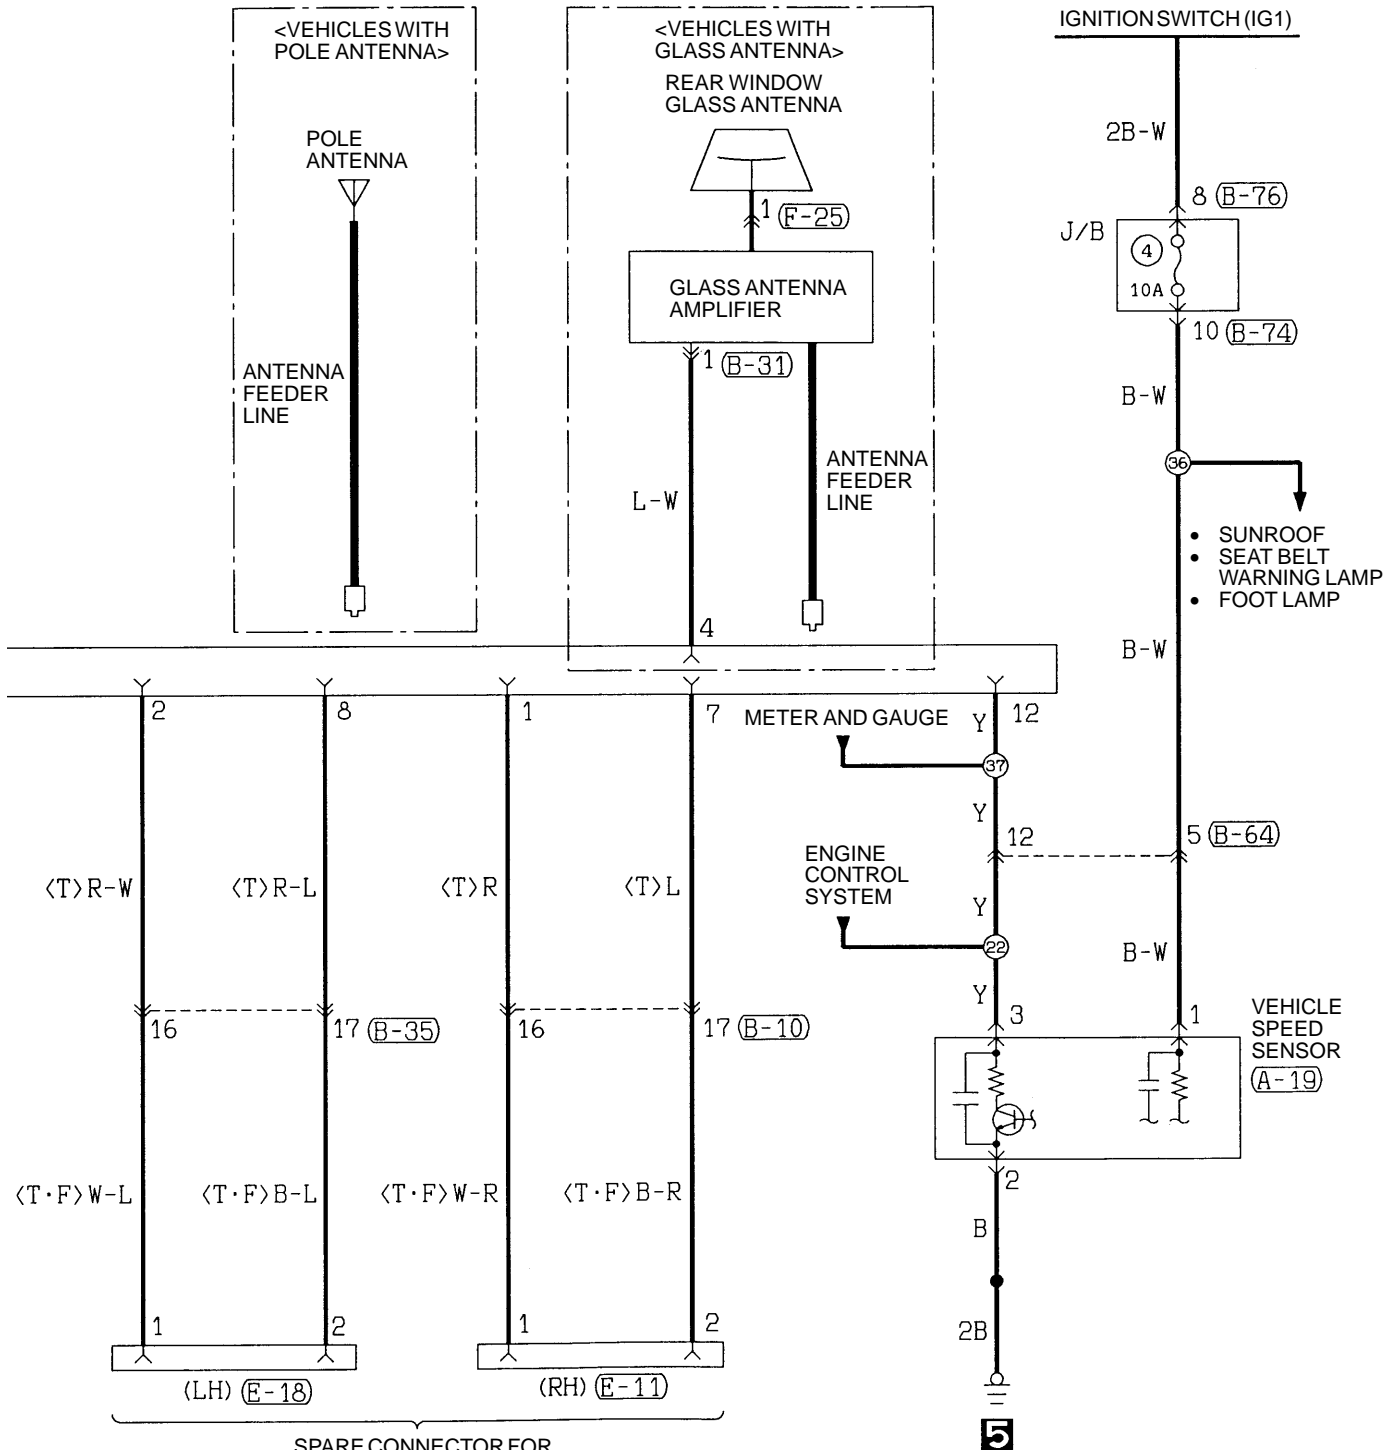 <VEHICLES WITH
POLE ANTENNA>
POLE
ANTENNA
ANTENNA
FEEDER
LINE
<VEHICLES WITH
GLASS ANTENNA>
REAR WINDOW
GLASS ANTENNA
1 (F-25)
GLASS ANTENNA
AMPLIFIER
1 (B-31)
L-W
ANTENNA
FEEDER
LINE
4
IGNITION SWITCH (IG1)
2B-W
8 (B-76)
J/B
4
10A
10 (B-74)
B-W
36
• SUNROOF
• SEAT BELT
WARNING LAMP
• FOOT LAMP
B-W
2
8
1
7
METER AND GAUGE
Y
12
37
Y
12
5 (B-64)
ENGINE
CONTROL
SYSTEM
<T>R-W
<T>R-L
<T>R
<T>L
Y
22
B-W
Y
3
1
VEHICLE
SPEED
SENSOR
(A-19)
16
17 (B-35)
16
17 (B-10)
<T·F>W-L
<T·F>B-L
<T·F>W-R
<T·F>B-R
2
B
2B
5
1
2
1
2
(LH) (E-18)
(RH) (E-11)
SPARE CONNECTOR FOR